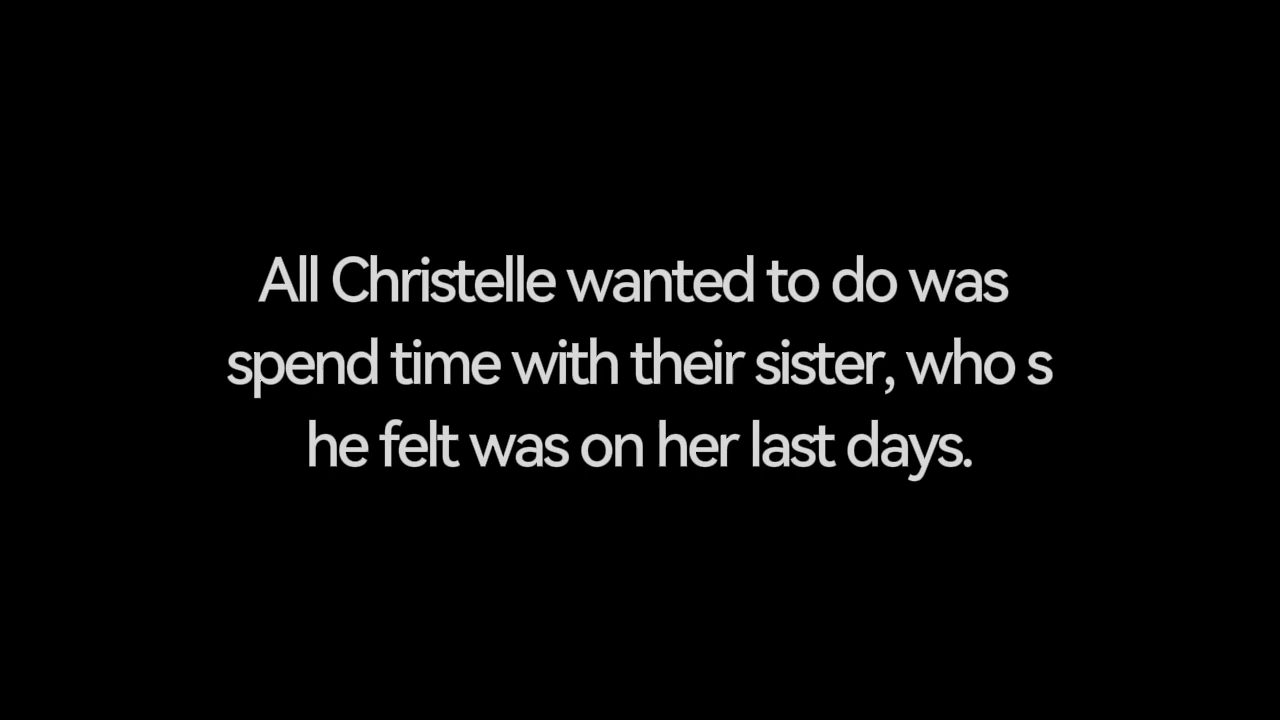 All Christelle wanted to do was
spend time with their sister, who s
he felt was on her last days.